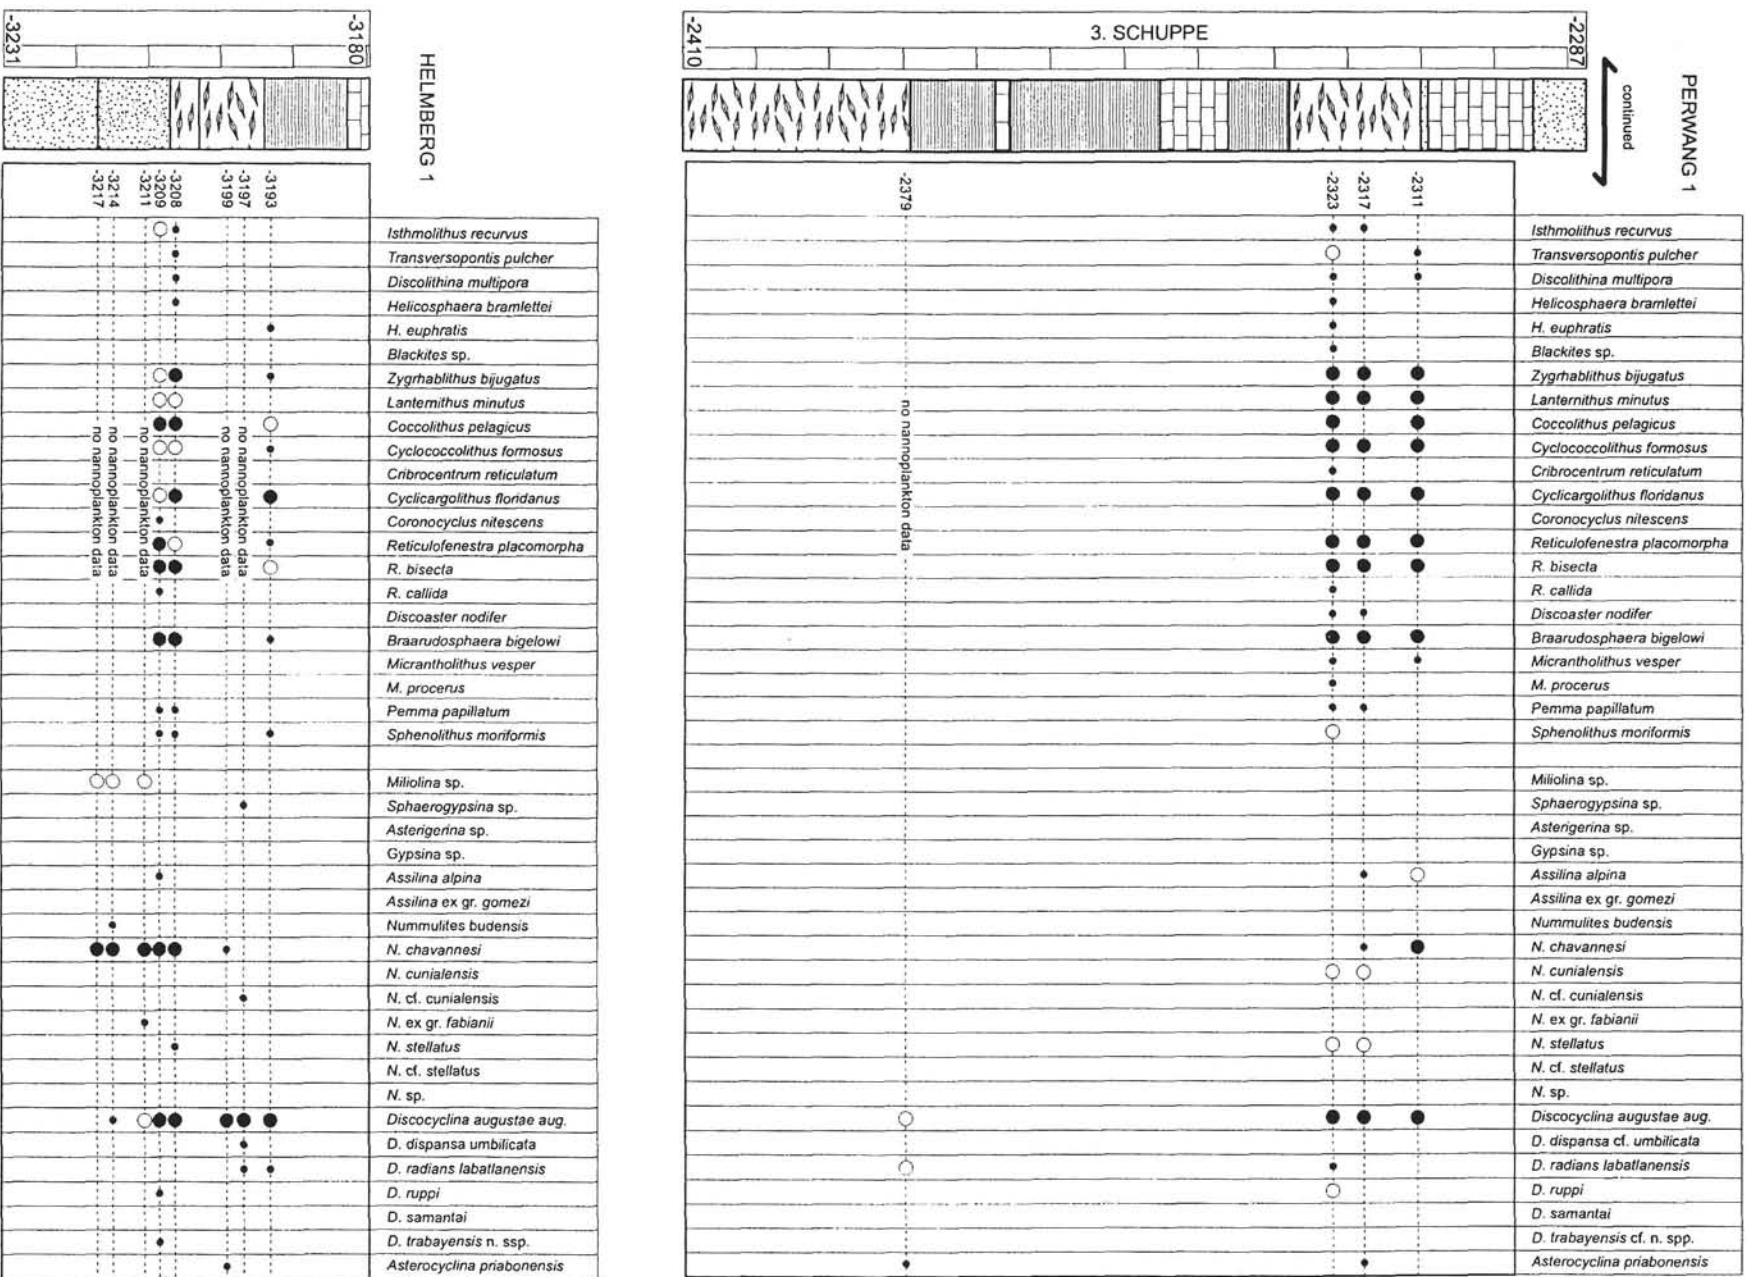 -3231
-3180
HELMBERG 1
-3217
-3214
-3211
-3209
-3208
-3199
-3197
-3193
no nannoplankton data
no nannoplankton data
no nannoplankton data
no nannoplankton data
no nannoplankton data
Isthmolithus recurvus
Transversopontis pulcher
Discolithina multipora
Helicosphaera bramlettei
H. euphratis
Blackites sp.
Zygrhablithus bijugatus
Lanternithus minutus
Coccolithus pelagicus
Cyclococcolithus formosus
Cribrocentrum reticulatum
Cyclicargolithus floridanus
Coronocyclus nitescens
Reticulofenestra placomorpha
R. bisecta
R. callida
Discoaster nodifer
Braarudosphaera bigelowi
Micrantholithus vesper
M. procerus
Pemma papillatum
Sphenolithus moriformis
Miliolina sp.
Sphaerogypsina sp.
Asterigerina sp.
Gypsina sp.
Assilina alpina
Assilina ex gr. gomezi
Nummulites budensis
N. chavannesi
N. cunialensis
N. cf. cunialensis
N. ex gr. fabianii
N. stellatus
N. cf. stellatus
N. sp.
Discocyclina augustae aug.
D. dispansa umbilicata
D. radians labatlanensis
D. ruppi
D. samantai
D. trabayensis n. ssp.
Asterocyclina priabonensis
-2410
3. SCHUPPE
-2287
continued
PERWANG 1
-2379
-2323
-2317
-2311
no nannoplankton data
Isthmolithus recurvus
Transversopontis pulcher
Discolithina multipora
Helicosphaera bramlettei
H. euphratis
Blackites sp.
Zygrhablithus bijugatus
Lanternithus minutus
Coccolithus pelagicus
Cyclococcolithus formosus
Cribrocentrum reticulatum
Cyclicargolithus floridanus
Coronocyclus nitescens
Reticulofenestra placomorpha
R. bisecta
R. callida
Discoaster nodifer
Braarudosphaera bigelowi
Micrantholithus vesper
M. procerus
Pemma papillatum
Sphenolithus moriformis
Miliolina sp.
Sphaerogypsina sp.
Asterigerina sp.
Gypsina sp.
Assilina alpina
Assilina ex gr. gomezi
Nummulites budensis
N. chavannesi
N. cunialensis
N. cf. cunialensis
N. ex gr. fabianii
N. stellatus
N. cf. stellatus
N. sp.
Discocyclina augustae aug.
D. dispansa cf. umbilicata
D. radians labatlanensis
D. ruppi
D. samantai
D. trabayensis cf. n. spp.
Asterocyclina priabonensis